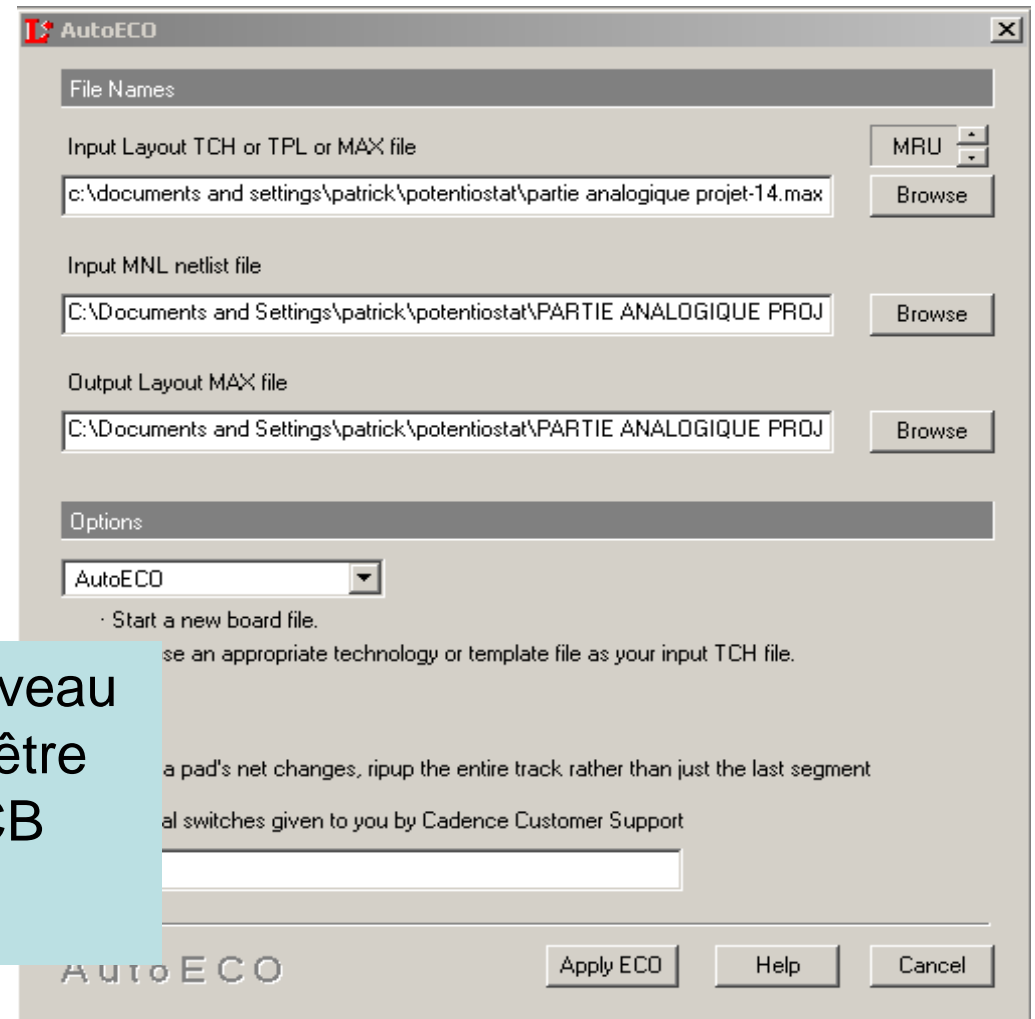 AutoECO
File Names
Input Layout TCH or TPL or MAX file
MRU
c:\documents and settings\patrick\potentiostat\partie analogique projet-14.max
Browse
Input MNL netlist file
C:\Documents and Settings\patrick\potentiostat\PARTIE ANALOGIQUE PROJ
Browse
Output Layout MAX file
C:\Documents and Settings\patrick\potentiostat\PARTIE ANALOGIQUE PROJ
Browse
Options
AutoECO
· Start a new board file.
se an appropriate technology or template file as your input TCH file.
veau
être
a pad's net changes, ripup the entire track rather than just the last segment
CB
al switches given to you by Cadence Customer Support
AutoECO
Apply ECO
Help
Cancel